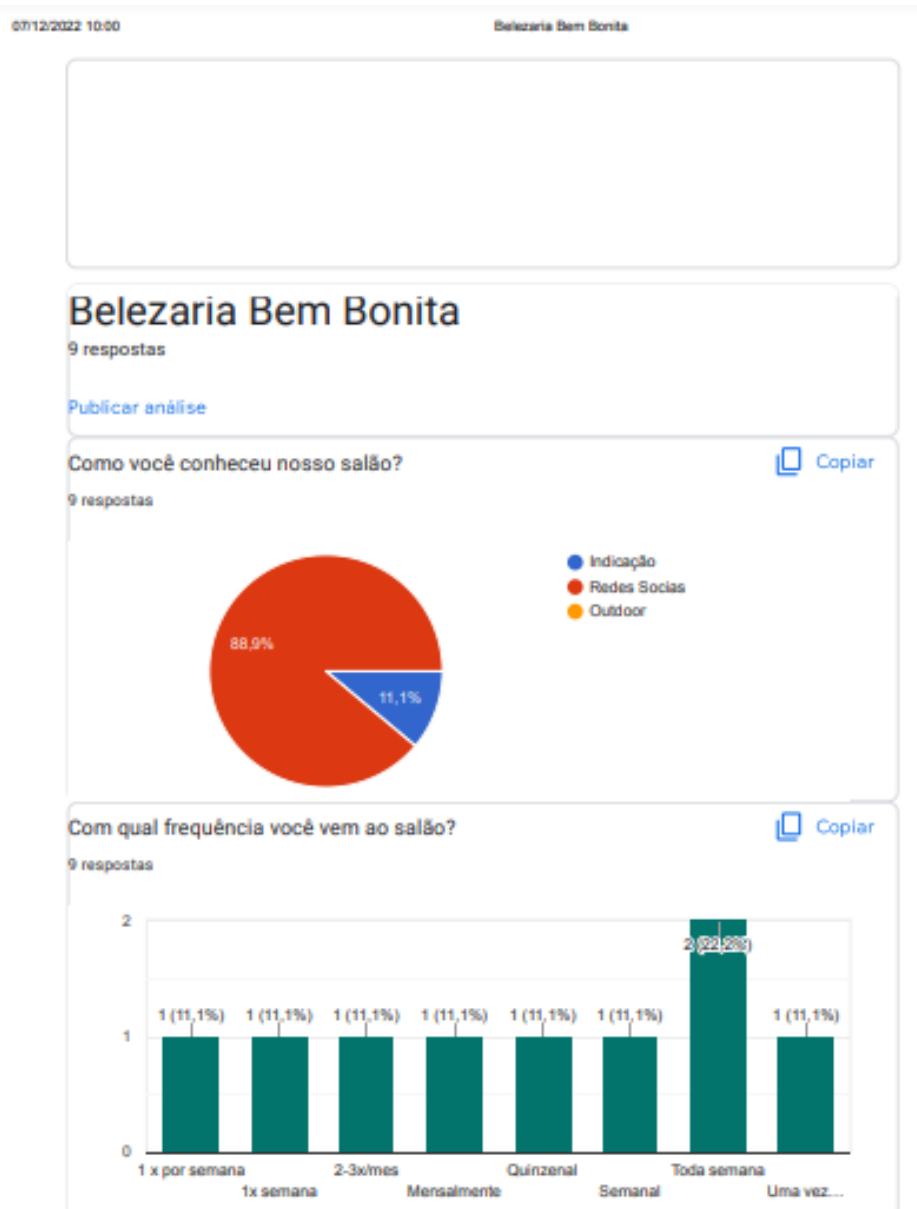 07/12/2022 10:00 Belezaria Bem Bonita
Belezaria Bem Bonita
9 respostas
Publicar análise
Como você conheceu nosso salão?
Copiar
9 respostas
Indicação
Redes Socias
Outdoor
88,9%
11,1%
Com qual frequência você vem ao salão?
Copiar
9 respostas
2
2 (22,2%)
1 (11,1%) 1 (11,1%) 1 (11,1%) 1 (11,1%) 1 (11,1%) 1 (11,1%) 1 (11,1%)
1
0
1 x por semana 2-3x/mes Quinzenal Toda semana
1x semana Mensalmente Semanal Uma vez....